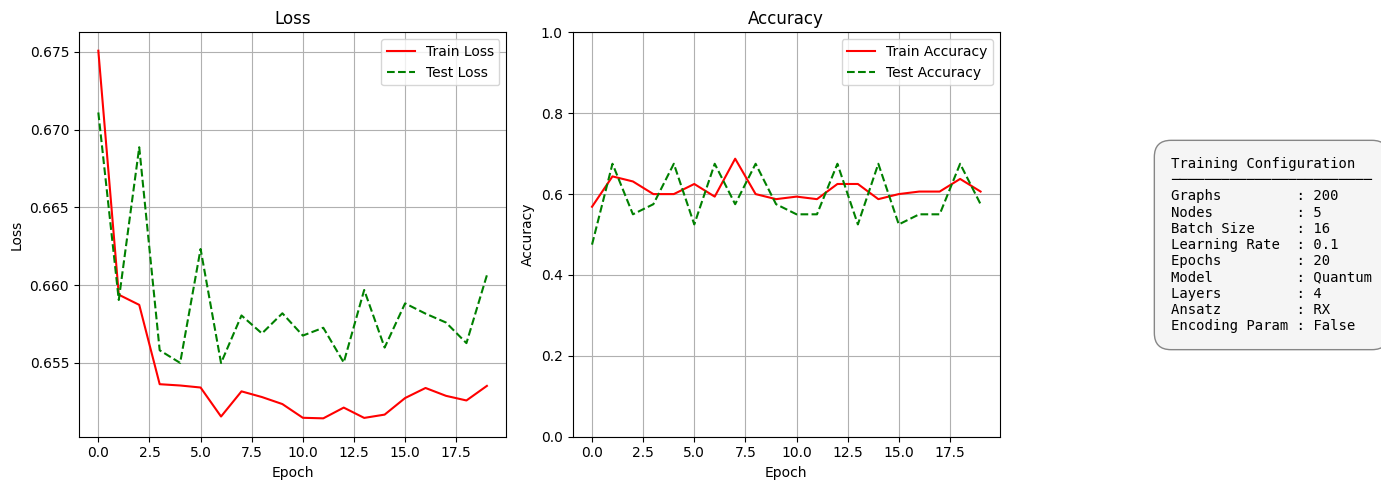 Loss
Train Loss
Test Loss
0.675
0.670
0.665
0.660
0.655
Loss
0.0 2.5 5.0 7.5 10.0 12.5 15.0 17.5
Epoch
Accuracy
Train Accuracy
Test Accuracy
1.0
0.8
0.6
0.4
0.2
0.0
Accuracy
0.0 2.5 5.0 7.5 10.0 12.5 15.0 17.5
Epoch
Training Configuration
Graphs : 200
Nodes : 5
Batch Size : 16
Learning Rate : 0.1
Epochs : 20
Model : Quantum
Layers : 4
Ansatz : RX
Encoding Param : False